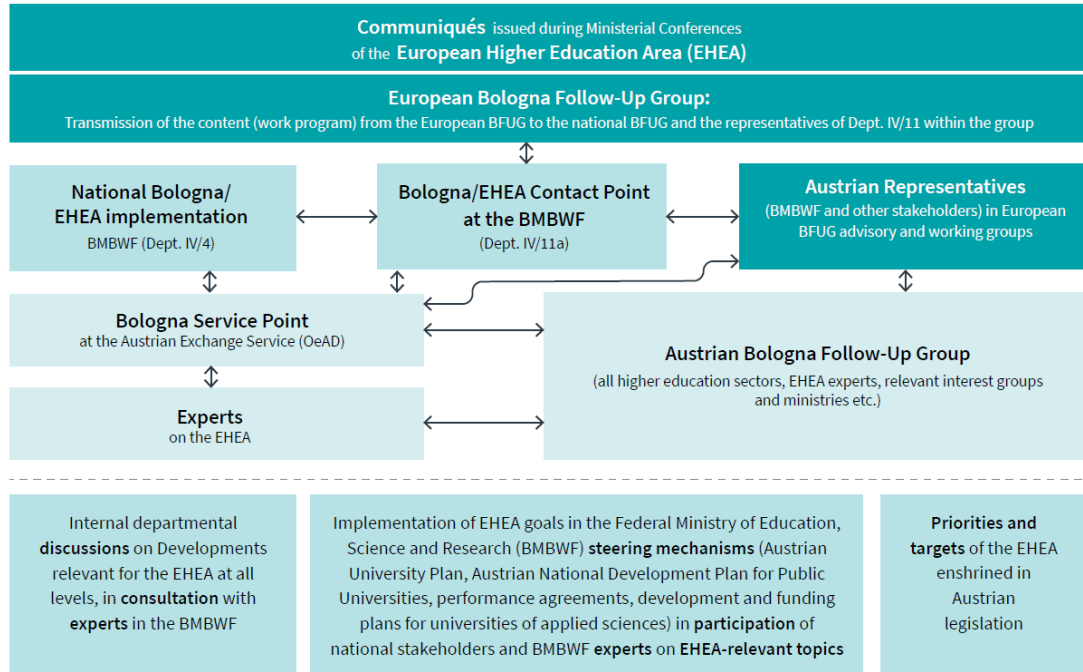 Communiqués issued during Ministerial Conferences
of the European Higher Education Area (EHEA)
European Bologna Follow-Up Group:
Transmission of the content (work program) from the European BFUG to the national BFUG and the representatives of Dept. IV/11 within the group
National Bologna/
EHEA implementation
BMBWF (Dept. IV/4)
Bologna/EHEA Contact Point
at the BMBWF
(Dept. IV/11a)
Austrian Representatives
(BMBWF and other stakeholders) in European
BFUG advisory and working groups
Bologna Service Point
at the Austrian Exchange Service (OeAD)
Austrian Bologna Follow-Up Group
(all higher education sectors, EHEA experts, relevant interest groups
and ministries etc.)
Experts
on the EHEA
Internal departmental
discussions on Developments
relevant for the EHEA at all
levels, in consultation with
experts in the BMBWF
Implementation of EHEA goals in the Federal Ministry of Education,
Science and Research (BMBWF) steering mechanisms (Austrian
University Plan, Austrian National Development Plan for Public
Universities, performance agreements, development and funding
plans for universities of applied sciences) in participation of
national stakeholders and BMBWF experts on EHEA-relevant topics
Priorities and
targets of the EHEA
enshrined in
Austrian
legislation